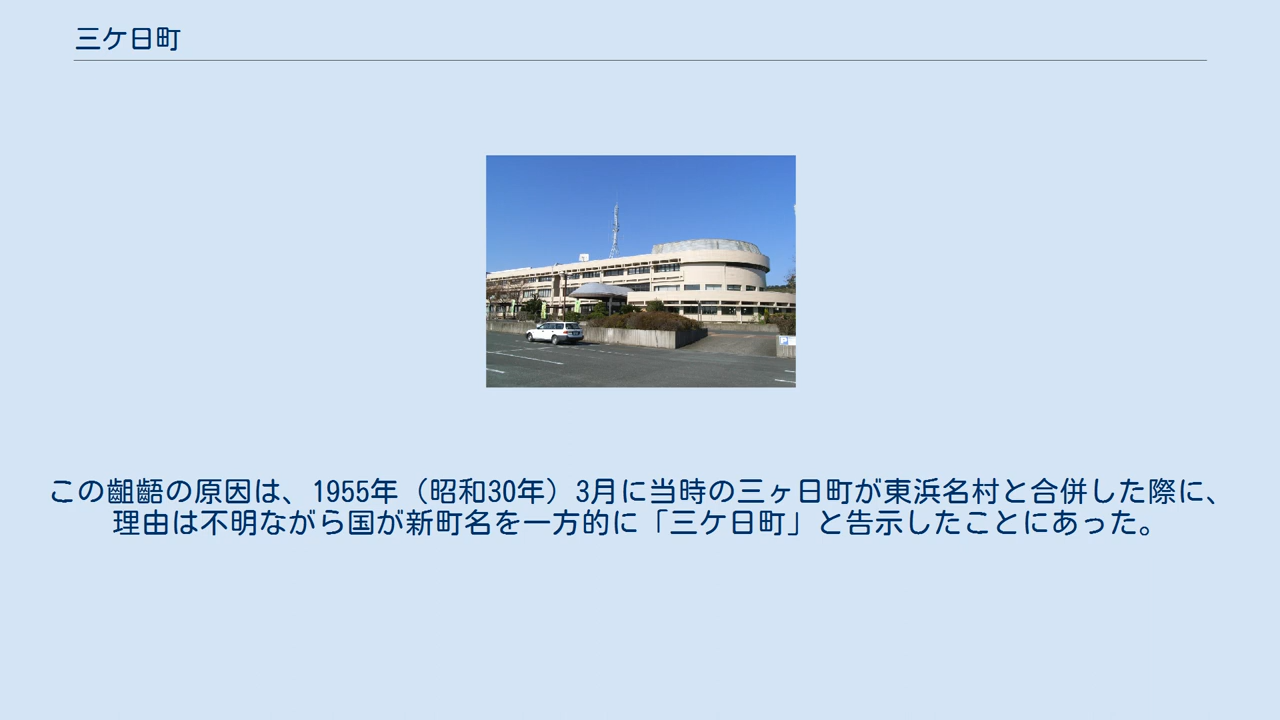 三ケ日町
この齟齬の原因は、1955年（昭和30年）3月に当時の三ヶ日町が東浜名村と合併した際に、
理由は不明ながら国が新町名を一方的に「三ケ日町」と告示したことにあった。